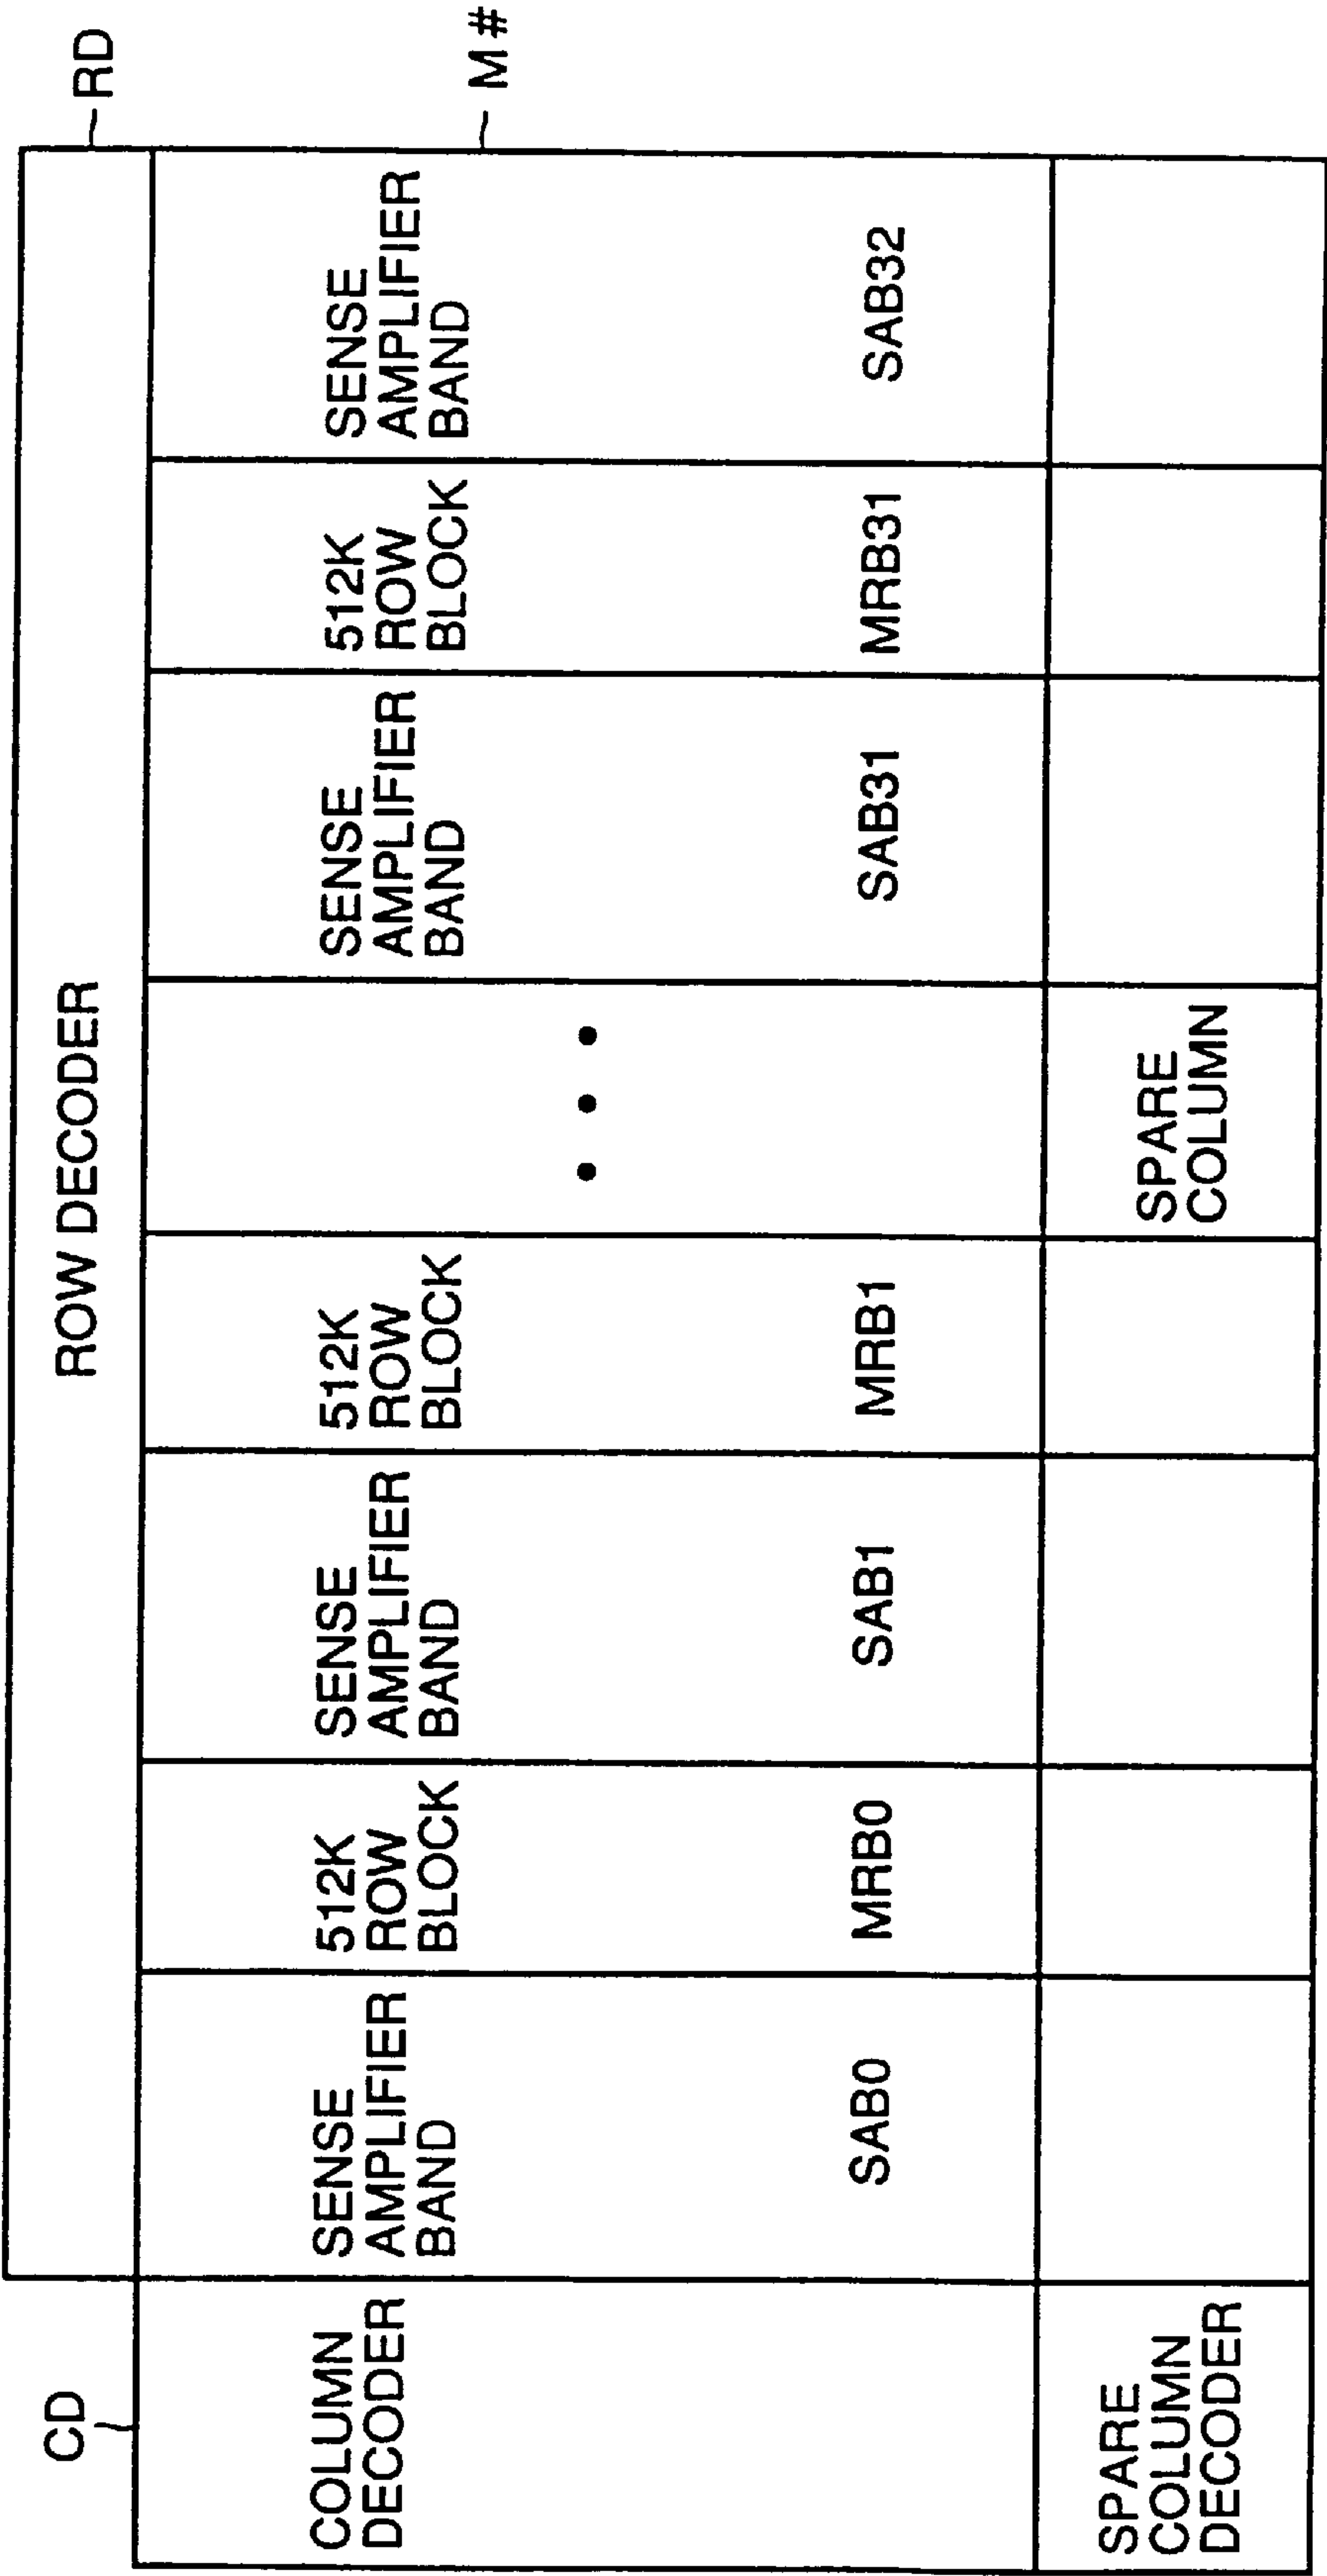 RD
M#
ROW DECODER
CD
COLUMN
DECODER
SENSE
AMPLIFIER
BAND
SAB0
512K
ROW
BLOCK
MRB0
SENSE
AMPLIFIER
BAND
SAB1
512K
ROW
BLOCK
MRB1
• • •
SENSE
AMPLIFIER
BAND
SAB31
512K
ROW
BLOCK
MRB31
SENSE
AMPLIFIER
BAND
SAB32
SPARE
COLUMN
DECODER
SPARE
COLUMN